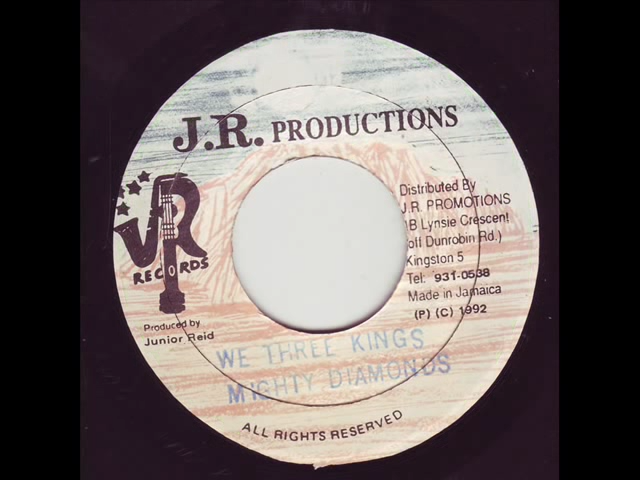 J.R. PRODUCTIONS
JR
RECORDS
Distributed By
J.R. PROMOTIONS
1B Lynsie Crescent
(off Dunrobin Rd.)
Kingston 5
Tel: 931-0538
Made in Jamaica
(P) (C) 1992
Produced by
Junior Reid
WE THREE KINGS
MIGHTY DIAMONDS
ALL RIGHTS RESERVED